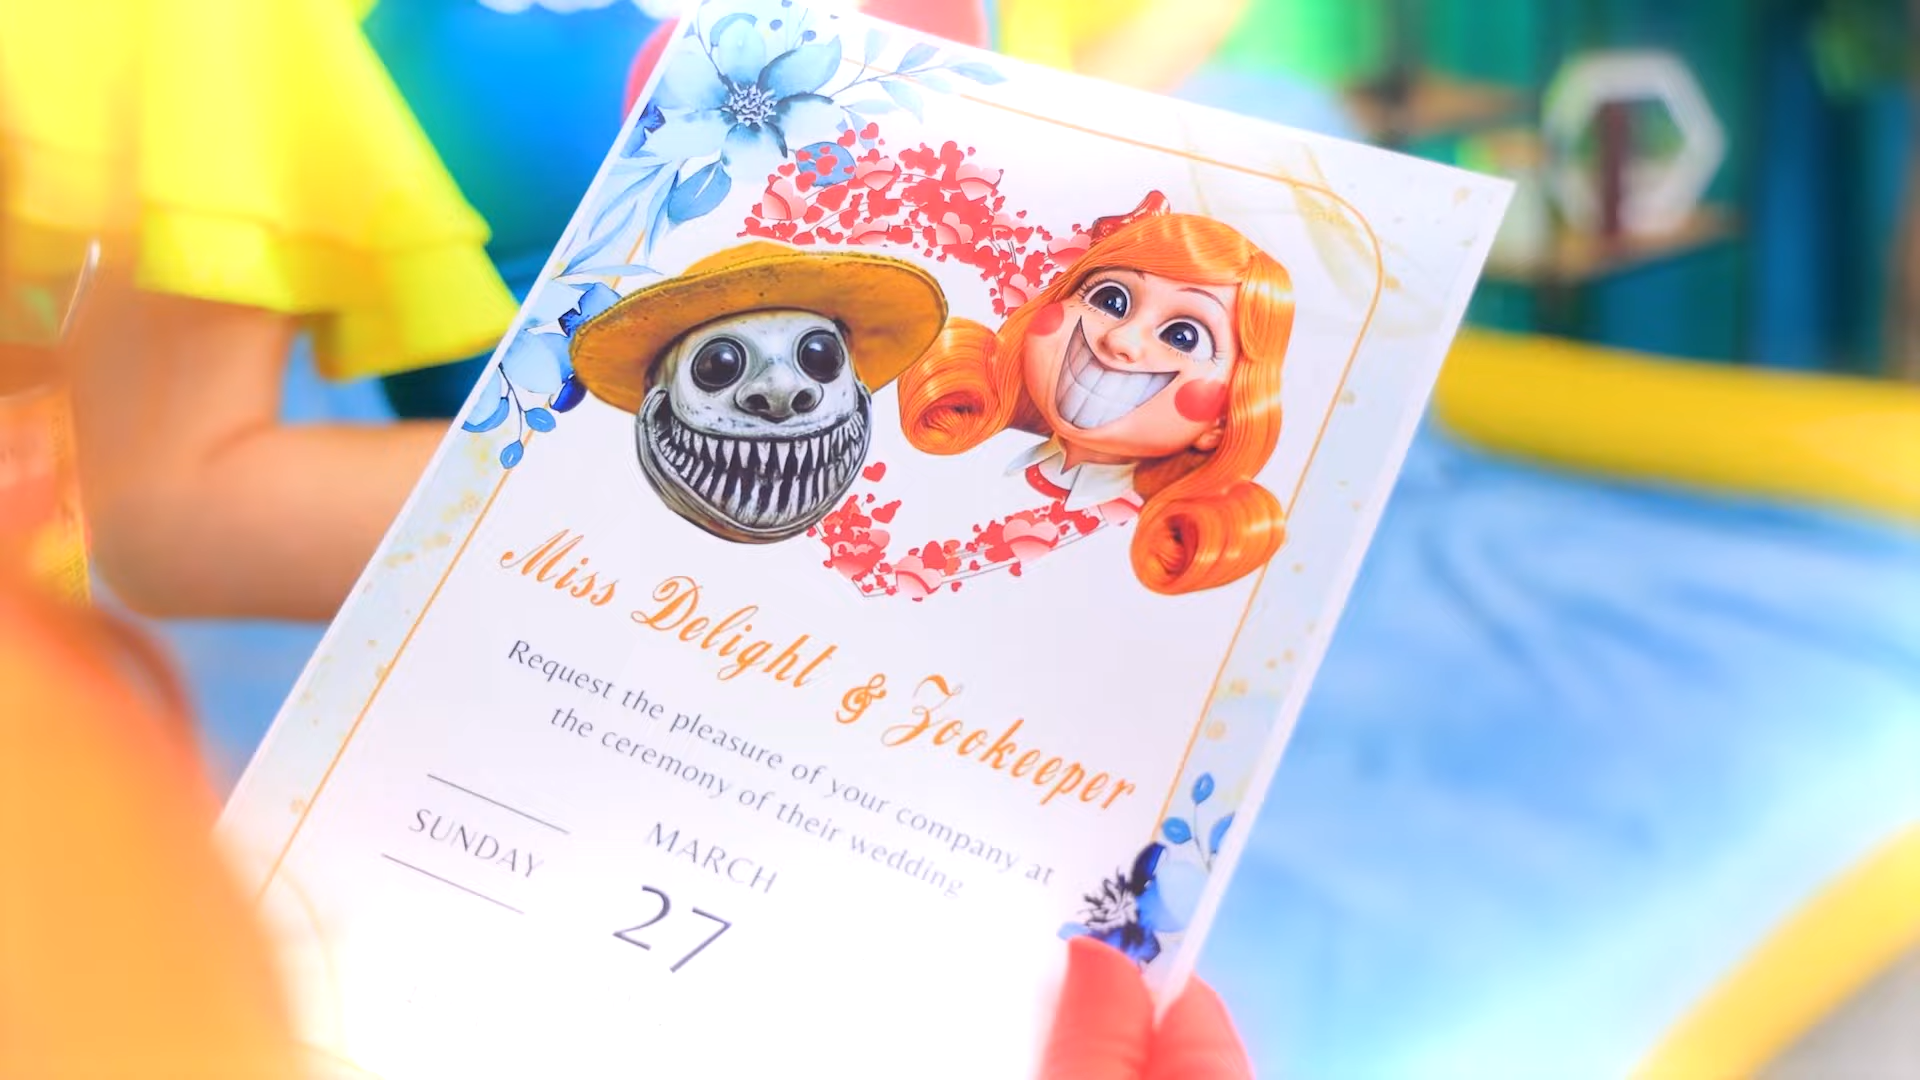 Miss Delight & Zookeeper
Request the pleasure of your company at
the ceremony of their wedding
SUNDAY
MARCH
27